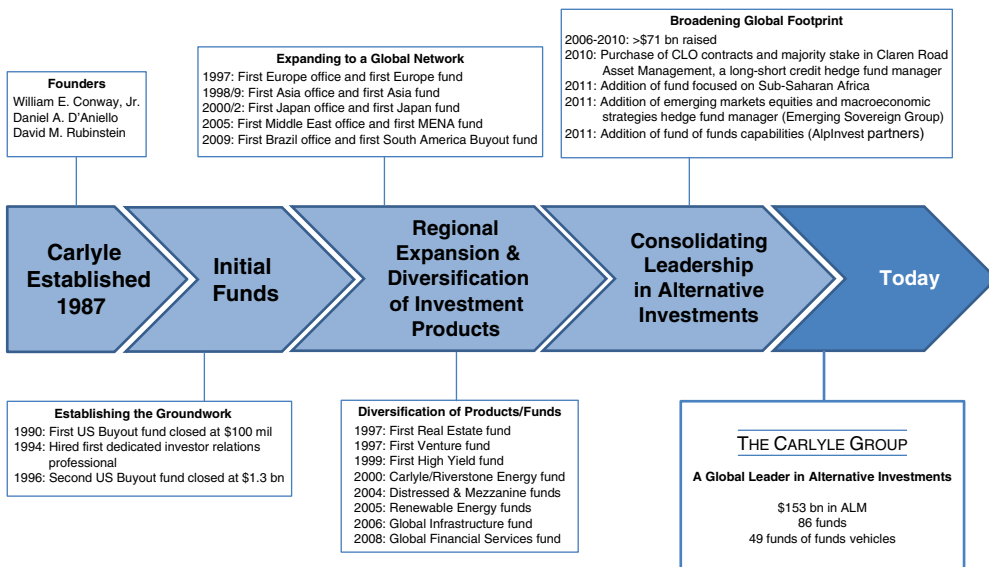 Founders
William E. Conway, Jr.
Daniel A. D'Aniello
David M. Rubinstein
Expanding to a Global Network
1997: First Europe office and first Europe fund
1998/9: First Asia office and first Asia fund
2000/2: First Japan office and first Japan fund
2005: First Middle East office and first MENA fund
2009: First Brazil office and first South America Buyout fund
Broadening Global Footprint
2006-2010: >$71 bn raised
2010: Purchase of CLO contracts and majority stake in Claren Road
Asset Management, a long-short credit hedge fund manager
2011: Addition of fund focused on Sub-Saharan Africa
2011: Addition of emerging markets equities and macroeconomic
strategies hedge fund manager (Emerging Sovereign Group)
2011: Addition of fund of funds capabilities (AlpInvest partners)
Carlyle
Established
1987
Initial
Funds
Regional
Expansion &
Diversification
of Investment
Products
Consolidating
Leadership
in Alternative
Investments
Today
Establishing the Groundwork
1990: First US Buyout fund closed at $100 mil
1994: Hired first dedicated investor relations
professional
1996: Second US Buyout fund closed at $1.3 bn
Diversification of Products/Funds
1997: First Real Estate fund
1997: First Venture fund
1999: First High Yield fund
2000: Carlyle/Riverstone Energy fund
2004: Distressed & Mezzanine funds
2005: Renewable Energy funds
2006: Global Infrastructure fund
2008: Global Financial Services fund
THE CARLYLE GROUP
A Global Leader in Alternative Investments
$153 bn in ALM
86 funds
49 funds of funds vehicles